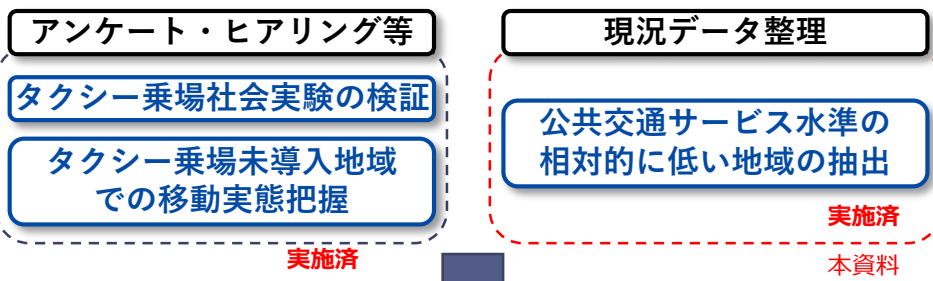 アンケート・ヒアリング等
タクシー乗場社会実験の検証
タクシー乗場未導入地域
での移動実態把握
実施済
現況データ整理
公共交通サービス水準の
相対的に低い地域の抽出
実施済
本資料